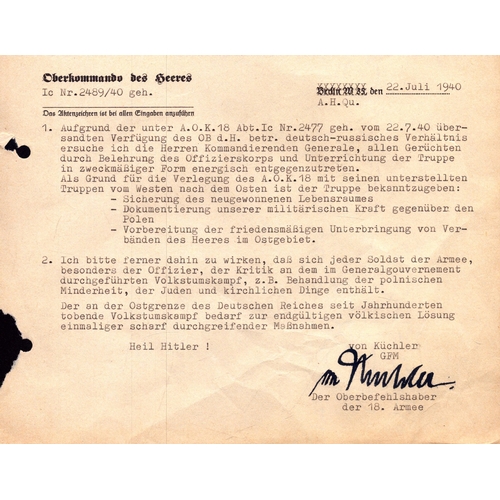 Oberkommando des Heeres
Ic Nr.2489/40 geh.
Berlin W 35, den 22.Juli 1940
A.H.Qu.
Das Aktenzeichen ist bei allen Eingaben anzuführen
1. Aufgrund der unter A.O.K.18 Abt.Ic Nr.2477 geh. vom 22.7.40 über-
sandten Verfügung des OB d.H. betr. deutsch-russisches Verhältnis
ersuche ich die Herren Kommandierenden Generale, allen Gerüchten
durch Belehrung des Offizierskorps und Unterrichtung der Truppe
in zweckmäßiger Form energisch entgegenzutreten.
Als Grund für die Verlegung des A.O.K.18 mit seinen unterstellten
Truppen vom Westen nach dem Osten ist der Truppe bekanntzugeben:
- Sicherung des neugewonnenen Lebensraumes
- Dokumentierung unserer militärischen Kraft gegenüber den
Polen
- Vorbereitung der friedensmäßigen Unterbringung von Ver-
bänden des Heeres im Ostgebiet.
2. Ich bitte ferner dahin zu wirken, daß sich jeder Soldat der Armee,
besonders der Offizier, der Kritik an dem im Generalgouvernement
durchgeführten Volkstumskampf, z.B. Behandlung der polnischen
Minderheit, der Juden und kirchlichen Dinge enthält.
Der an der Ostgrenze des Deutschen Reiches seit Jahrhunderten
tobende Volkstumskampf bedarf zur endgültigen völkischen Lösung
einmaliger scharf durchgreifender Maßnahmen.
Heil Hitler ! von Küchler
GFM
von Küchler.
Der Oberbefehlshaber
der 18. Armee